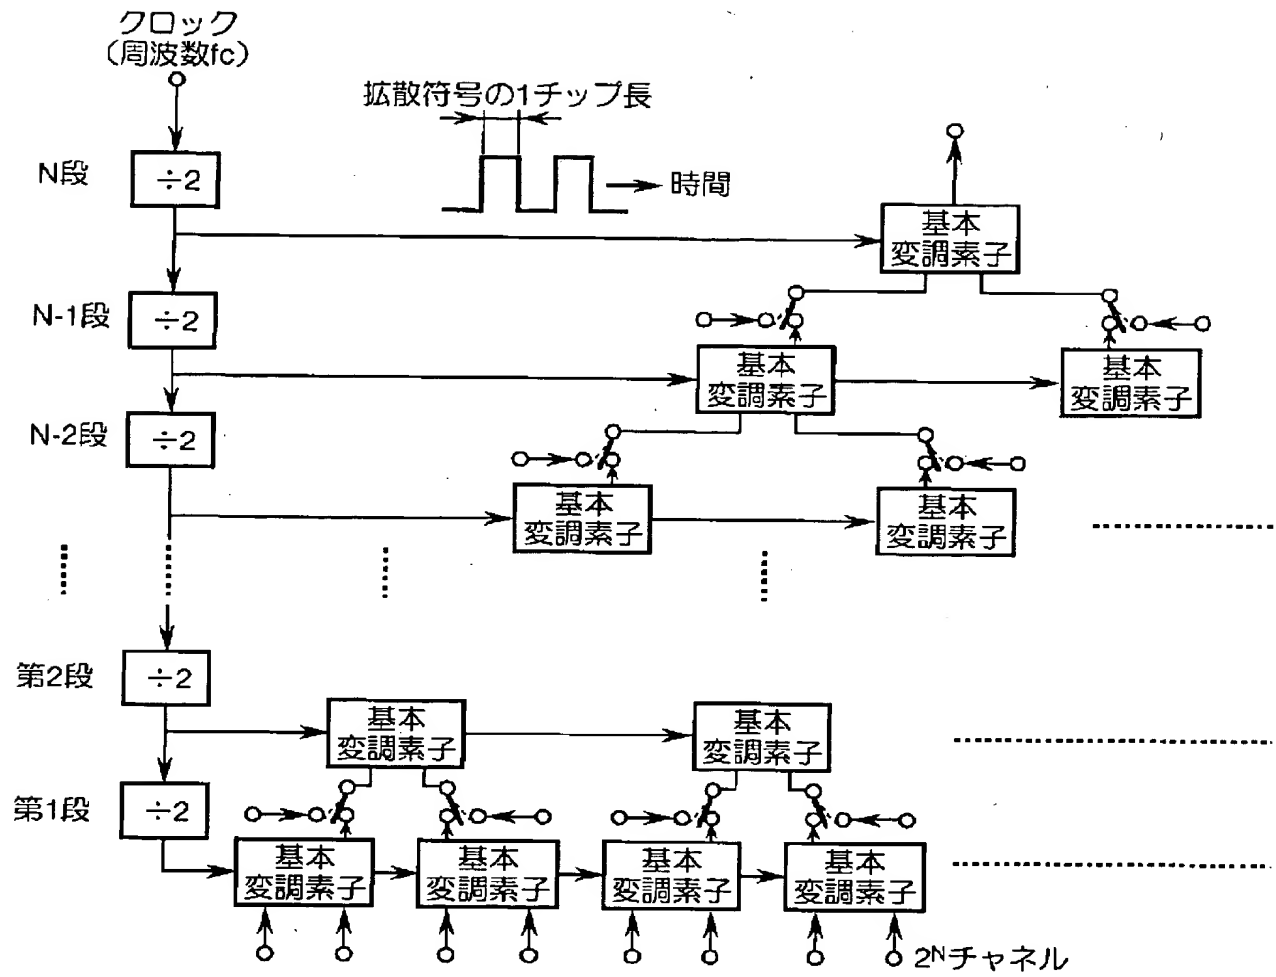 クロック
(周波数fc)
拡散符号の1チップ長
N段
÷2
時間
基本
変調素子
N-1段
÷2
基本
変調素子
基本
変調素子
N-2段
÷2
基本
変調素子
基本
変調素子
第2段
÷2
基本
変調素子
基本
変調素子
第1段
÷2
基本
変調素子
基本
変調素子
基本
変調素子
基本
変調素子
2ᴺチャネル